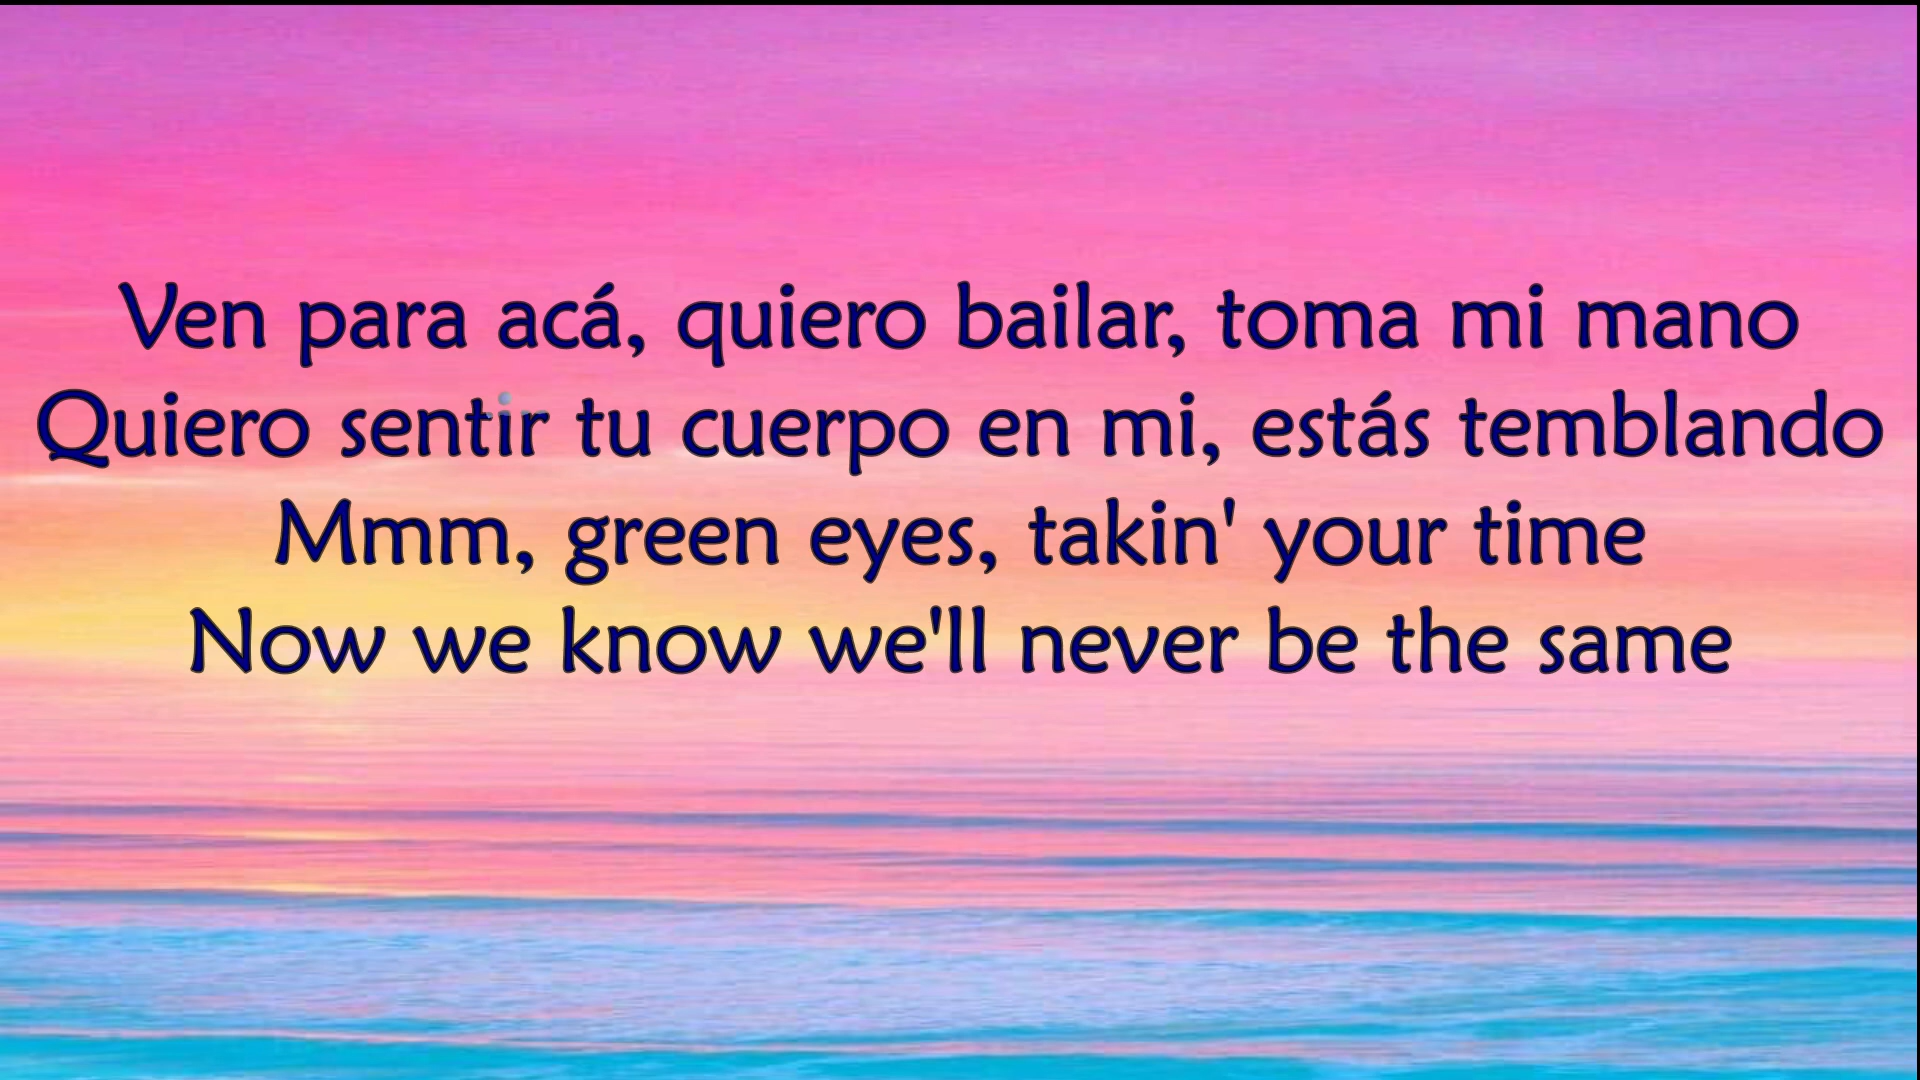 Ven para acá, quiero bailar, toma mi mano
Quiero sentir tu cuerpo en mi, estás temblando
Mmm, green eyes, takin' your time
Now we know we'll never be the same